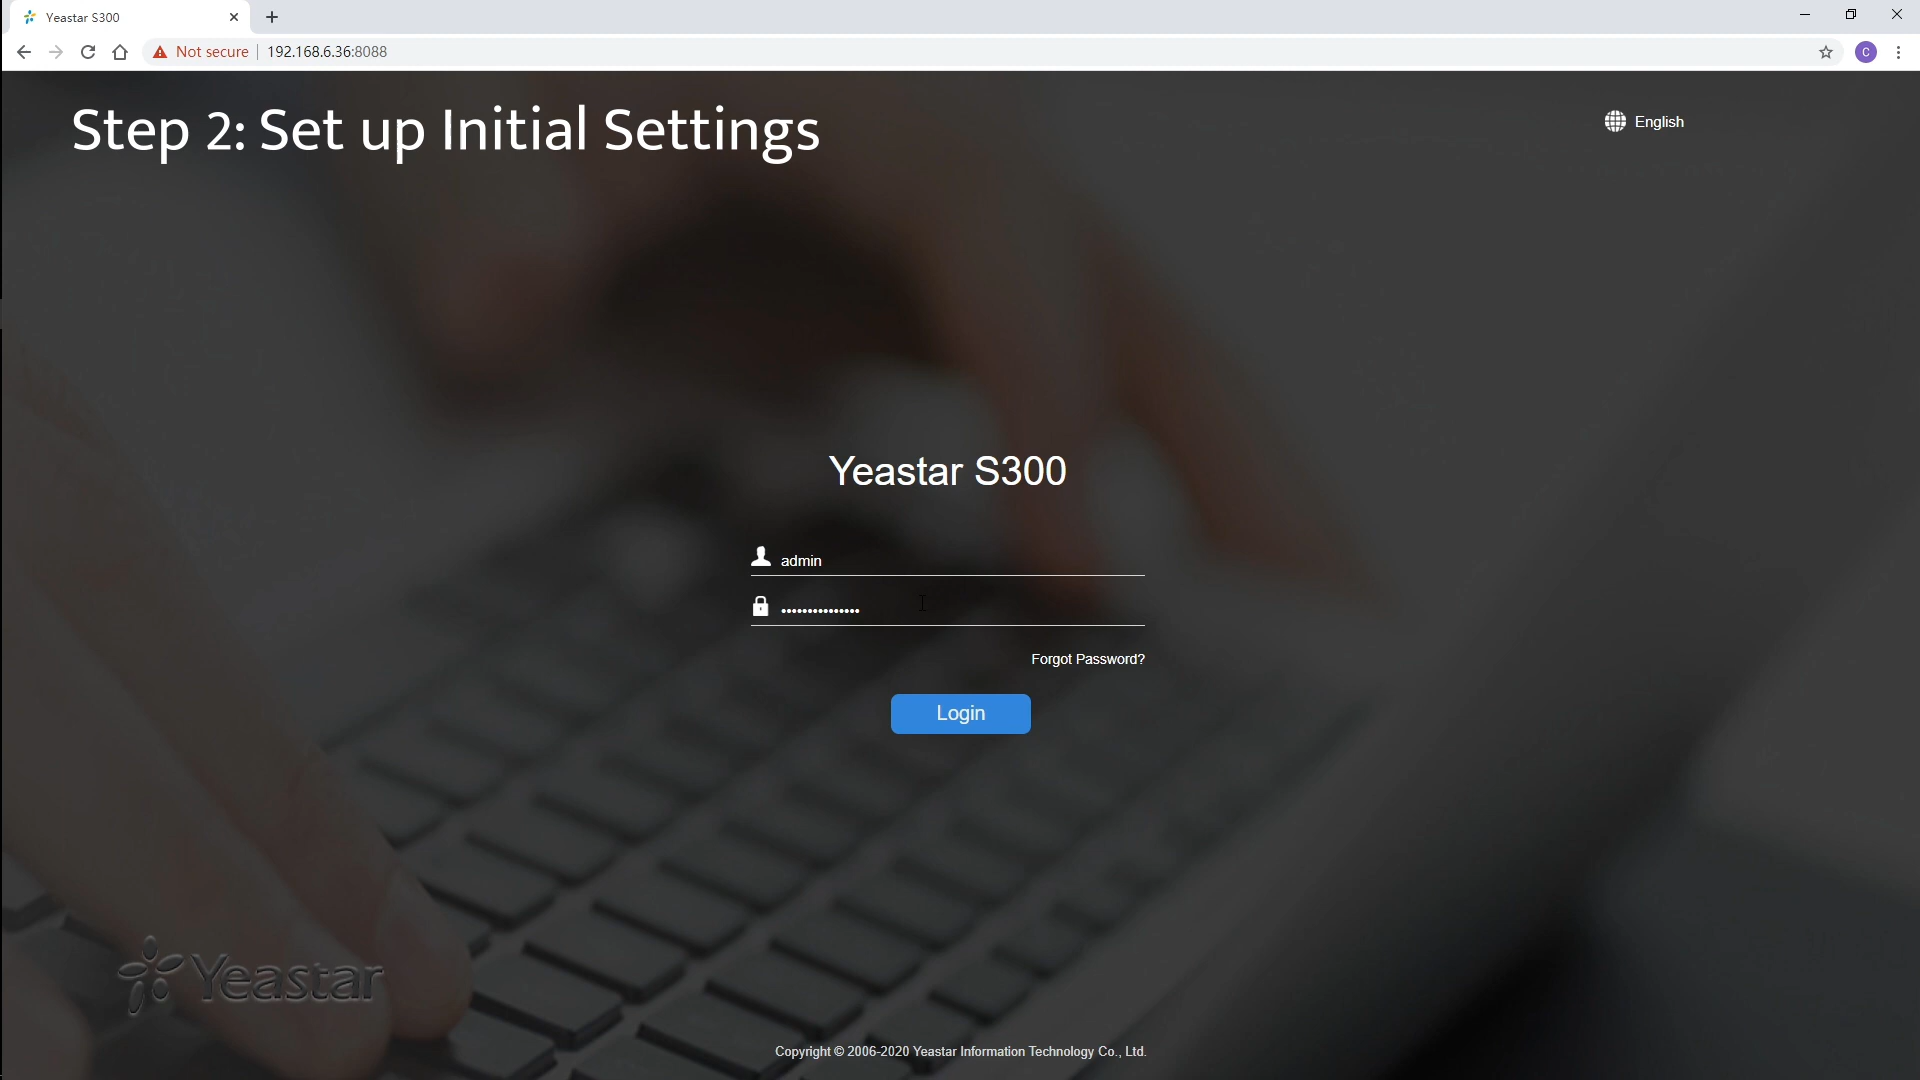 Yeastar S300
Not secure 192.168.6.36:8088
C
Step 2: Set up Initial Settings
English
Yeastar S300
admin
•••••••••••••••
Forgot Password?
Login
Yeastar
Copyright © 2006-2020 Yeastar Information Technology Co., Ltd.